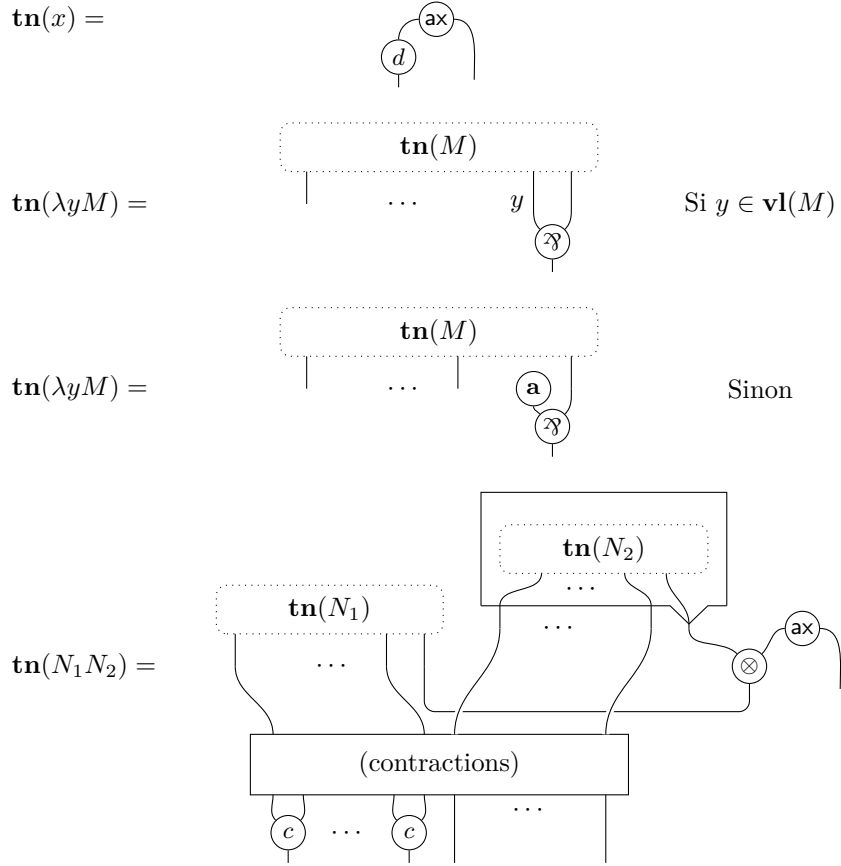 tn(x) =
ax
d
tn(M)
tn(λyM) = y ... Si y ∈ vl(M)
⅋
tn(M)
tn(λyM) = ... a Sinon
⅋
tn(N₂)
...
tn(N₁)
... ax
tn(N₁N₂) = ... ⊗
(contractions)
...
c ... c